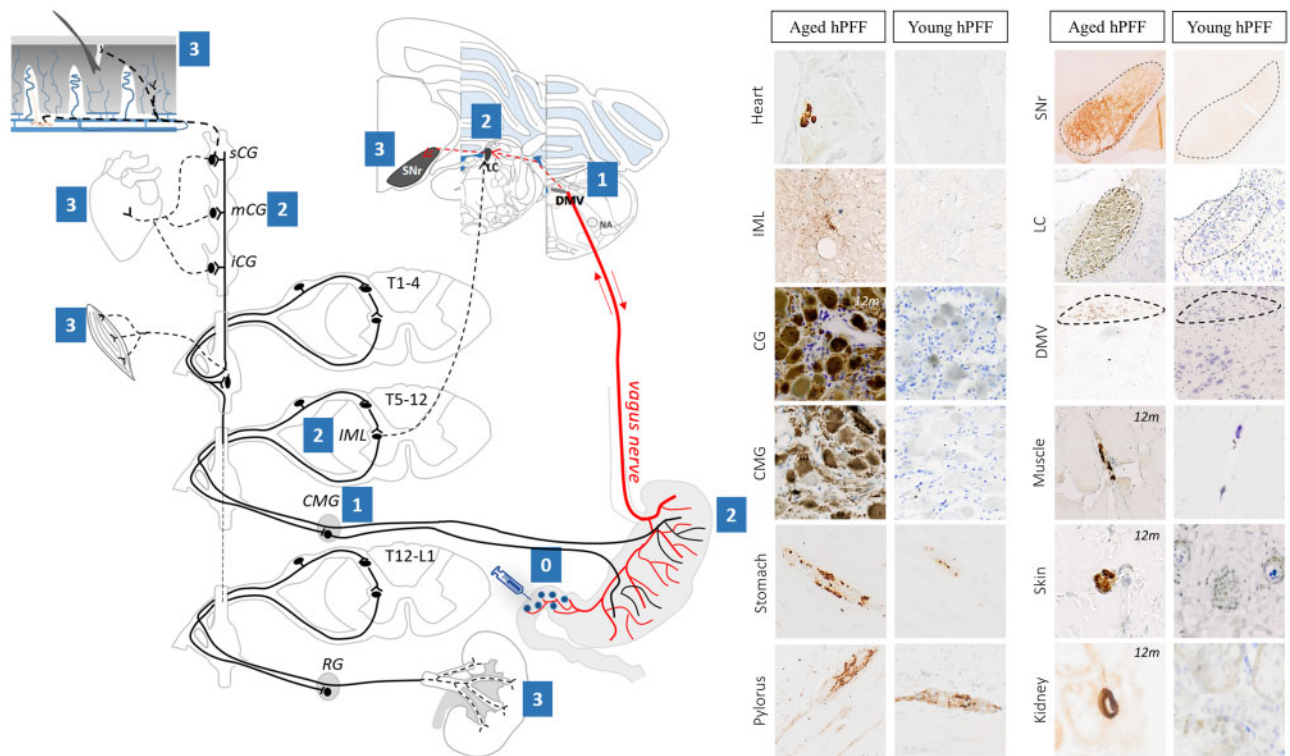 3
sCG
3
mCG
2
iCG
3
T1-4
T5-12
2
IML
CMG
1
T12-L1
RG
3
3
SNr
2
LC
1
DMV
NA
vagus nerve
2
0
Aged hPFF
Young hPFF
Heart
IML
CG
12m
CMG
Stomach
Pylorus
Aged hPFF
Young hPFF
SNr
LC
DMV
Muscle
12m
Skin
12m
Kidney
12m